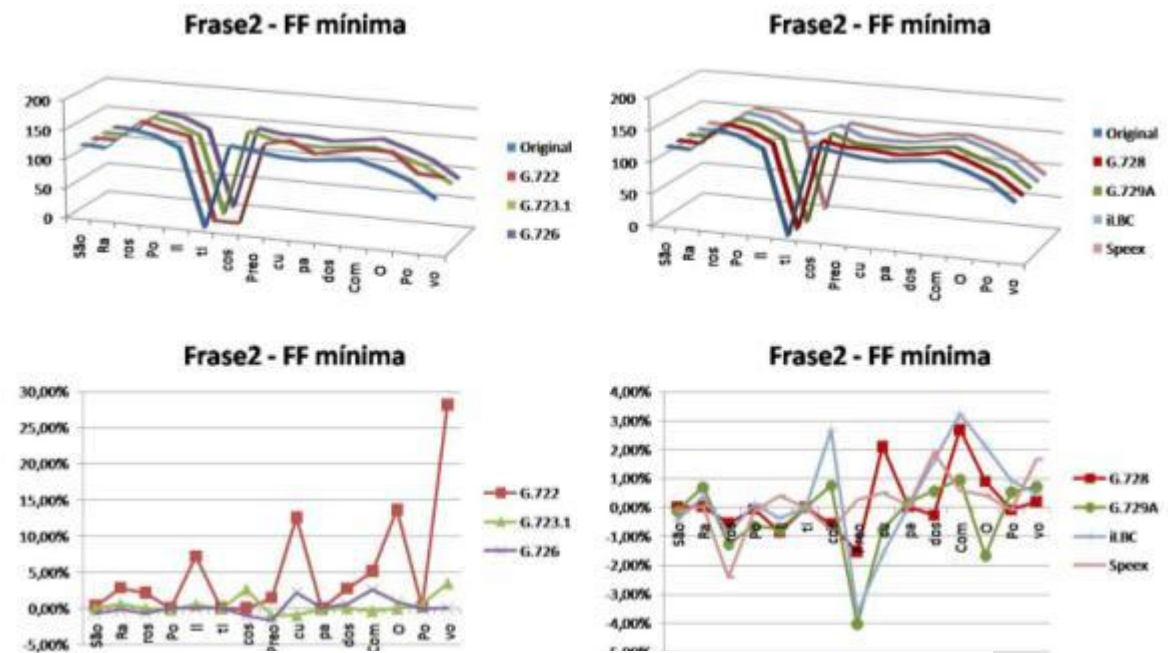 Frase2 - FF mínima
200
150
100
50
0
São
Ra
ros
Po
li
ti
cos
Preo
cu
pa
dos
Com
O
Po
vo
Original
G.722
G.723.1
G.726
Frase2 - FF mínima
200
150
100
50
0
São
Ra
ros
Po
li
ti
cos
Preo
cu
pa
dos
Com
O
Po
vo
Original
G.728
G.729A
iLBC
Speex
Frase2 - FF mínima
30,00%
25,00%
20,00%
15,00%
10,00%
5,00%
0,00%
-5,00%
São
Ra
ros
Po
li
ti
cos
Preo
cu
pa
dos
Com
O
Po
vo
G.722
G.723.1
G.726
Frase2 - FF mínima
4,00%
3,00%
2,00%
1,00%
0,00%
-1,00%
-2,00%
-3,00%
-4,00%
-5,00%
São
Ra
ros
Po
li
ti
cos
Preo
cu
pa
dos
Com
O
Po
vo
G.728
G.729A
iLBC
Speex